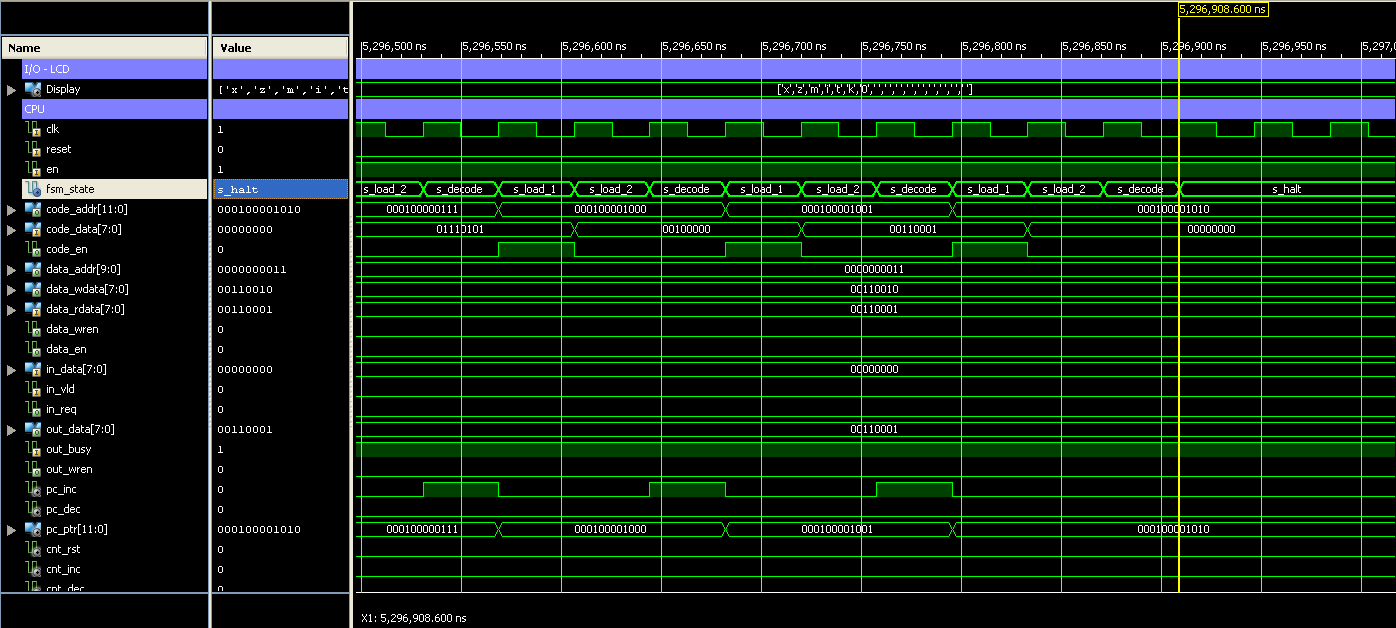 5,296,908.600 ns
Name Value 5,296,500 ns 5,296,550 ns 5,296,600 ns 5,296,650 ns 5,296,700 ns 5,296,750 ns 5,296,800 ns 5,296,850 ns 5,296,900 ns 5,296,950 ns 5,297,0
I/O - LCD
Display ['x','z','m','i','t ['x','z','m','i','t','k','0',' ',' ',' ',' ',' ',' ',' ',' ',' ']
CPU
clk 1
reset 0
en 1
fsm_state s_halt s_load_2 s_decode s_load_1 s_load_2 s_decode s_load_1 s_load_2 s_decode s_load_1 s_load_2 s_decode s_halt
code_addr[11:0] 000100001010 000100000111 000100001000 000100001001 000100001010
code_data[7:0] 00000000 01110101 00100000 00110001 00000000
code_en 0
data_addr[9:0] 0000000011 0000000011
data_wdata[7:0] 00110010 00110010
data_rdata[7:0] 00110001 00110001
data_wren 0
data_en 0
in_data[7:0] 00000000 00000000
in_vld 0
in_req 0
out_data[7:0] 00110001 00110001
out_busy 1
out_wren 0
pc_inc 0
pc_dec 0
pc_ptr[11:0] 000100001010 000100000111 000100001000 000100001001 000100001010
cnt_rst 0
cnt_inc 0
cnt_dec 0
X1: 5,296,908.600 ns